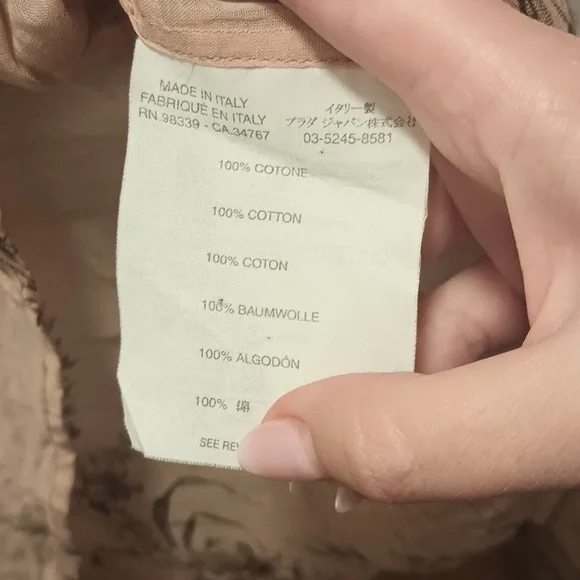 MADE IN ITALY
FABRIQUÈ EN ITALY
RN.98339 - CA.34767
イタリー製
プラダ ジャパン株式会社
03-5245-8581
100% COTONE
100% COTTON
100% COTON
100% BAUMWOLLE
100% ALGODÓN
100% 綿
SEE